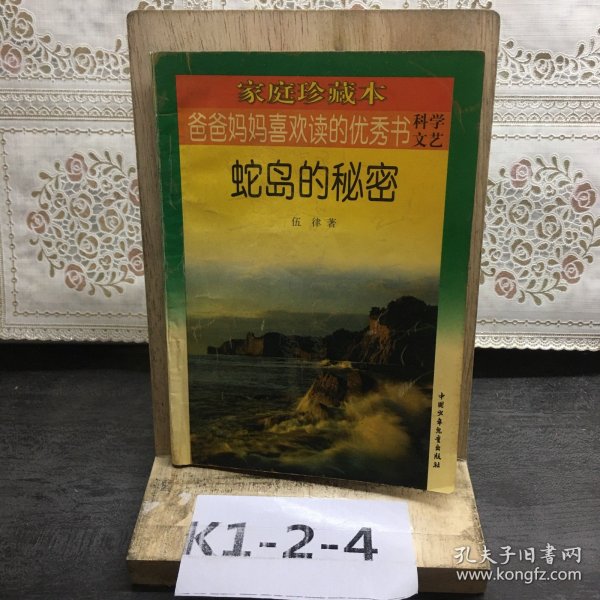 家庭珍藏本
爸爸妈妈喜欢读的优秀书
科学
文艺
蛇岛的秘密
伍 律 著
中国少年儿童出版社
K1-2-4
孔夫子旧书网
www.kongfz.com